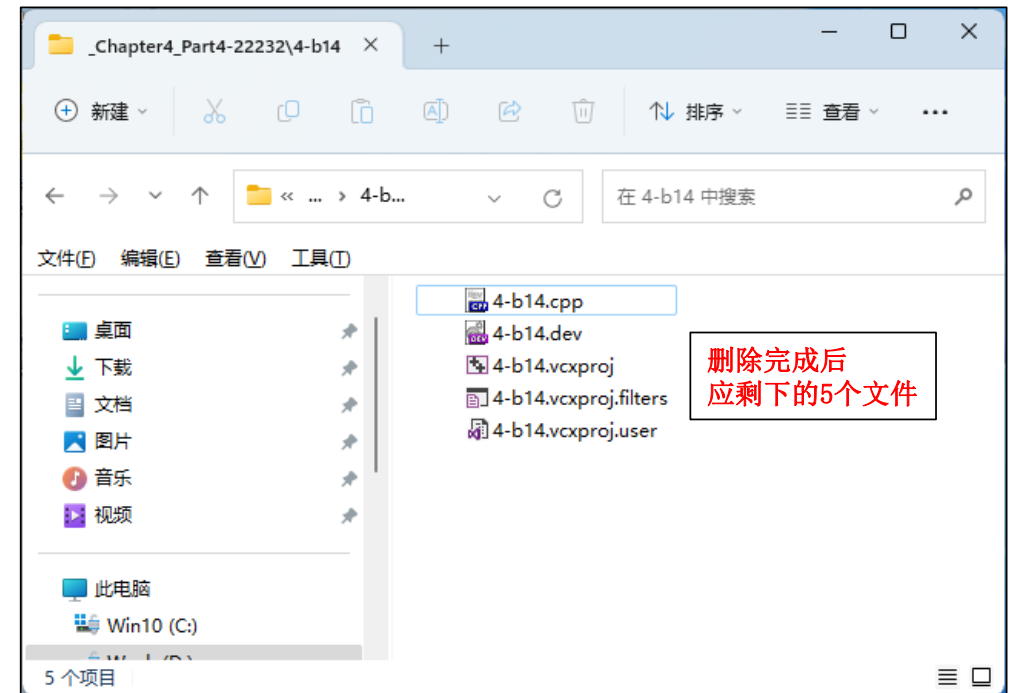 _Chapter4_Part4-22232\4-b14
新建
排序
查看
« ... › 4-b...
在 4-b14 中搜索
文件(F) 编辑(E) 查看(V) 工具(T)
桌面
下载
文档
图片
音乐
视频
此电脑
Win10 (C:)
4-b14.cpp
4-b14.dev
4-b14.vcxproj
4-b14.vcxproj.filters
4-b14.vcxproj.user
删除完成后
应剩下的5个文件
5 个项目